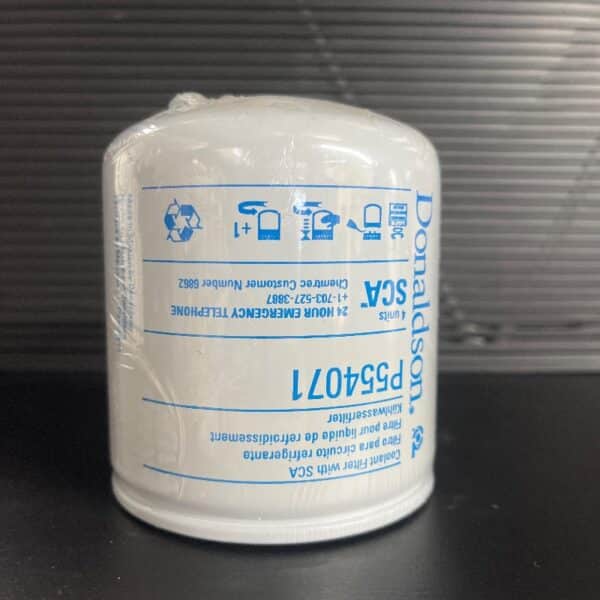 Donaldson®
Coolant Filter with SCA
Filtro para circuito refrigerante
Filtre pour liquide de refroidissement
Kühlwasserfilter
P554071
4 units
SCA™
24 HOUR EMERGENCY TELEPHONE
+1-703-527-3887
Chemtrec Customer Number 6862
+1